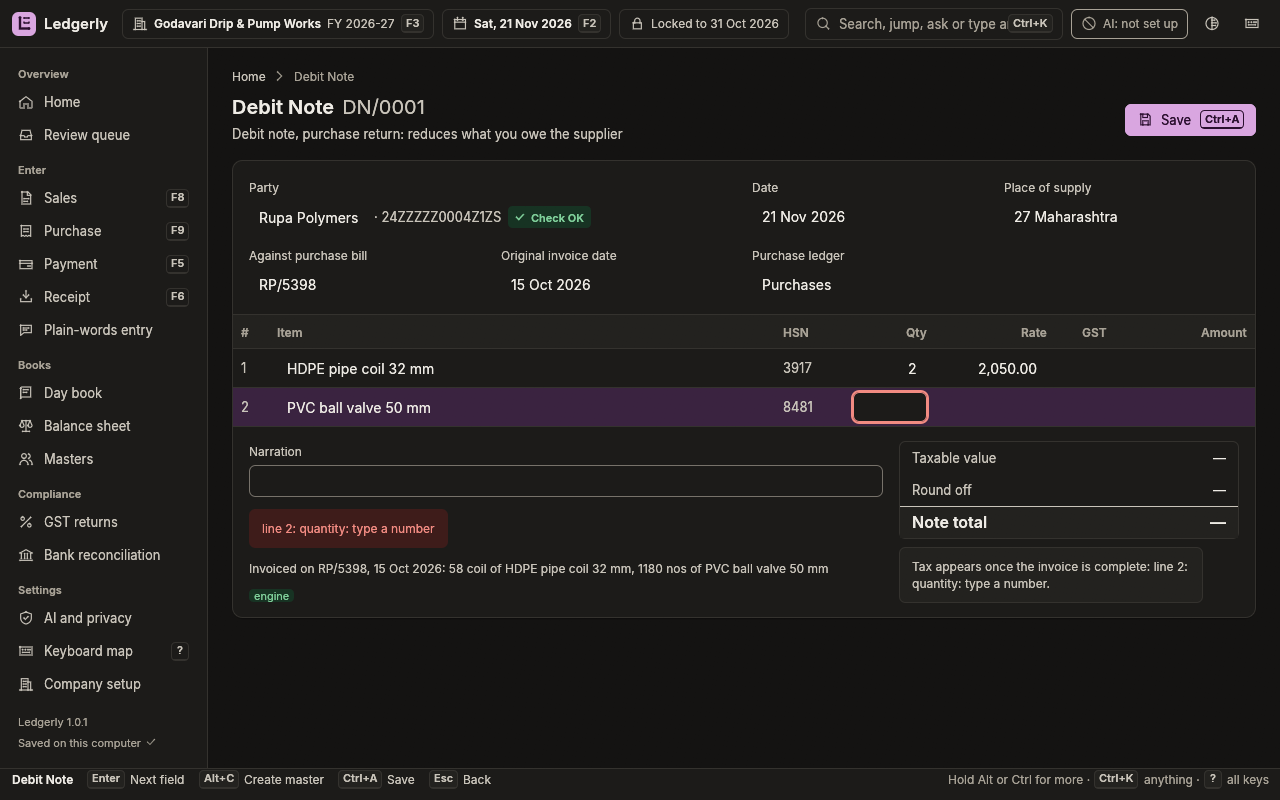 Ledgerly
Godavari Drip & Pump Works FY 2026-27 F3
Sat, 21 Nov 2026 F2
Locked to 31 Oct 2026
Search, jump, ask or type a Ctrl+K
AI: not set up
Overview
Home
Review queue
Enter
Sales F8
Purchase F9
Payment F5
Receipt F6
Plain-words entry
Books
Day book
Balance sheet
Masters
Compliance
GST returns
Bank reconciliation
Settings
AI and privacy
Keyboard map ?
Company setup
Ledgerly 1.0.1
Saved on this computer
Home Debit Note
Debit Note DN/0001
Debit note, purchase return: reduces what you owe the supplier
Save Ctrl+A
Party Date Place of supply
Rupa Polymers · 24ZZZZZ0004Z1ZS Check OK 21 Nov 2026 27 Maharashtra
Against purchase bill Original invoice date Purchase ledger
RP/5398 15 Oct 2026 Purchases
# Item HSN Qty Rate GST Amount
1 HDPE pipe coil 32 mm 3917 2 2,050.00
2 PVC ball valve 50 mm 8481
Narration
line 2: quantity: type a number
Invoiced on RP/5398, 15 Oct 2026: 58 coil of HDPE pipe coil 32 mm, 1180 nos of PVC ball valve 50 mm
engine
Taxable value —
Round off —
Note total —
Tax appears once the invoice is complete: line 2:
quantity: type a number.
Debit Note Enter Next field Alt+C Create master Ctrl+A Save Esc Back
Hold Alt or Ctrl for more · Ctrl+K anything · ? all keys